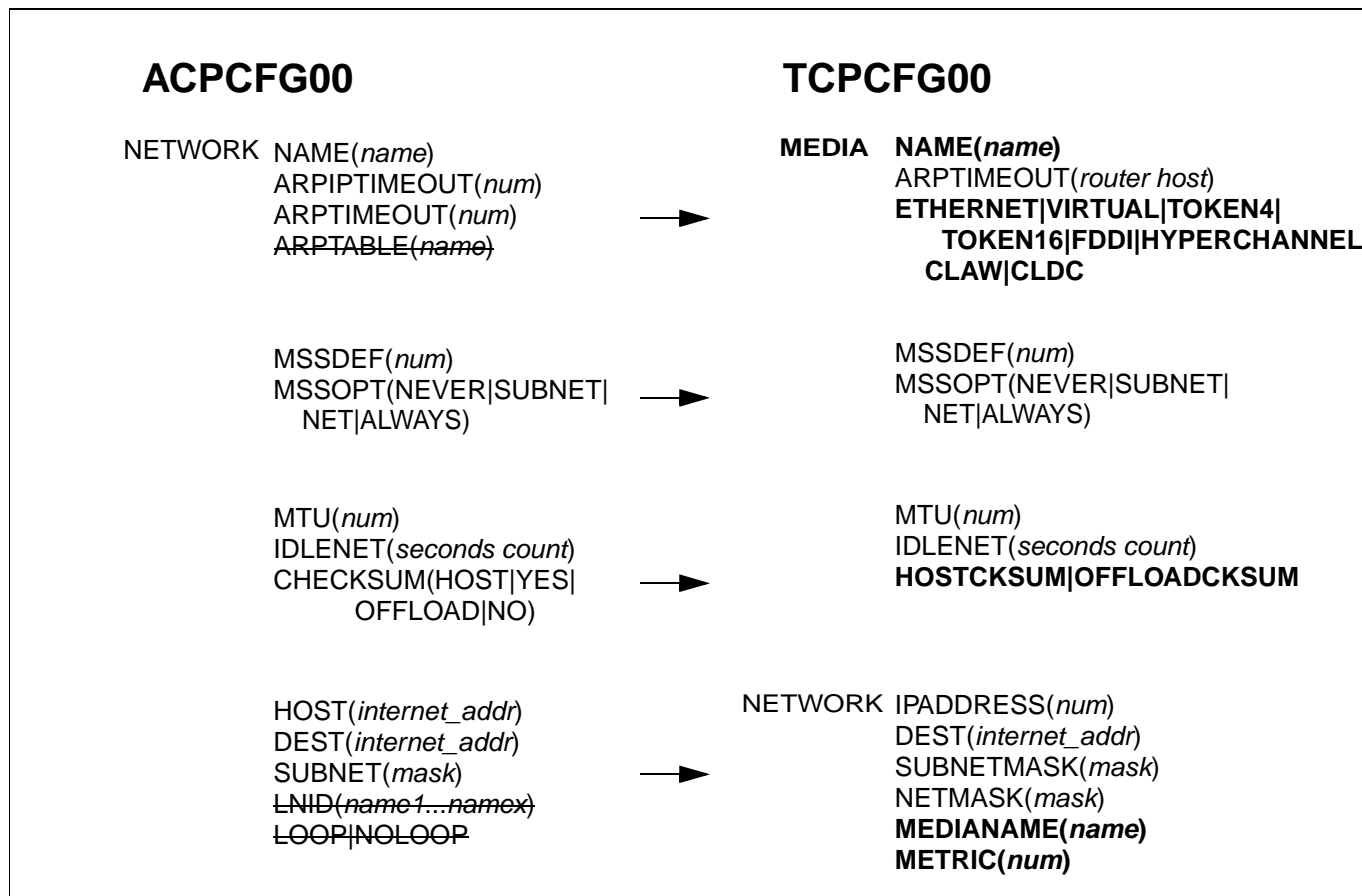 ACPCFG00
NETWORK NAME(name)
ARPIPTIMEOUT(num)
ARPTIMEOUT(num)
ARPTABLE(name)
MSSDEF(num)
MSSOPT(NEVER|SUBNET|
NET|ALWAYS)
MTU(num)
IDLENET(seconds count)
CHECKSUM(HOST|YES|
OFFLOAD|NO)
HOST(internet_addr)
DEST(internet_addr)
SUBNET(mask)
LNID(name1...namex)
LOOP|NOLOOP
TCPCFG00
MEDIA NAME(name)
ARPTIMEOUT(router host)
ETHERNET|VIRTUAL|TOKEN4|
TOKEN16|FDDI|HYPERCHANNEL
CLAW|CLDC
MSSDEF(num)
MSSOPT(NEVER|SUBNET|
NET|ALWAYS)
MTU(num)
IDLENET(seconds count)
HOSTCKSUM|OFFLOADCKSUM
NETWORK IPADDRESS(num)
DEST(internet_addr)
SUBNETMASK(mask)
NETMASK(mask)
MEDIANAME(name)
METRIC(num)